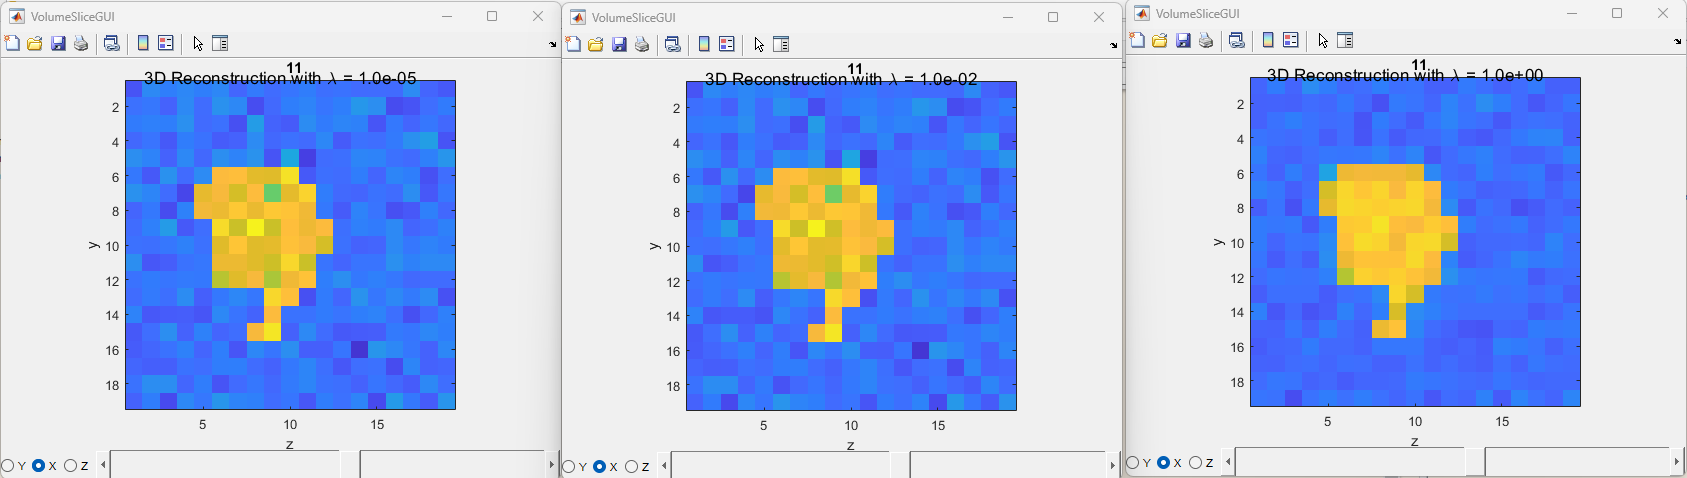 VolumeSliceGUI
11
3D Reconstruction with λ = 1.0e-05
2
4
6
8
y
10
12
14
16
18
5 10 15
z
Y X Z
VolumeSliceGUI
11
3D Reconstruction with λ = 1.0e-02
2
4
6
8
y
10
12
14
16
18
5 10 15
z
Y X Z
VolumeSliceGUI
11
3D Reconstruction with λ = 1.0e+00
2
4
6
8
y
10
12
14
16
18
5 10 15
z
Y X Z